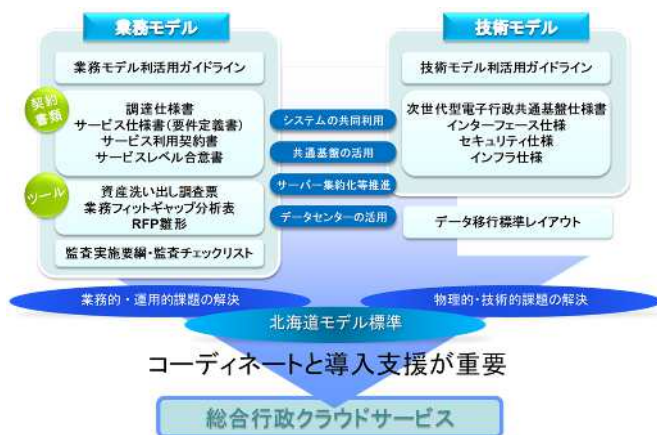 業務モデル
業務モデル利活用ガイドライン
契約
書類
調達仕様書
サービス仕様書(要件定義書)
サービス利用契約書
サービスレベル合意書
ツール
資産洗い出し調査票
業務フィットギャップ分析表
RFP雛形
監査実施要綱・監査チェックリスト
システムの共同利用
共通基盤の活用
サーバー集約化等推進
データセンターの活用
技術モデル
技術モデル利活用ガイドライン
次世代型電子行政共通基盤仕様書
インターフェース仕様
セキュリティ仕様
インフラ仕様
データ移行標準レイアウト
業務的・運用的課題の解決
物理的・技術的課題の解決
北海道モデル標準
コーディネートと導入支援が重要
総合行政クラウドサービス